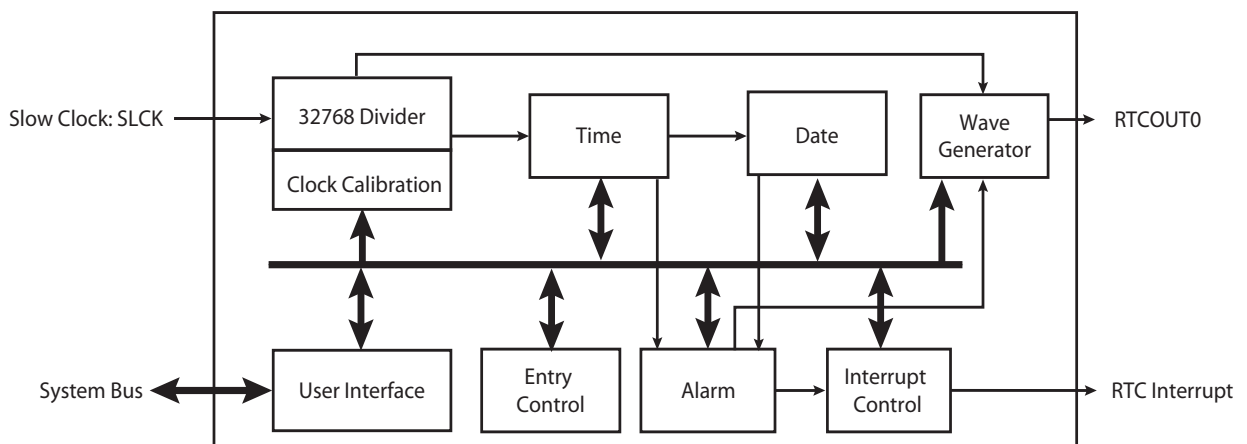 Slow Clock: SLCK
32768 Divider
Clock Calibration
Time
Date
Wave
Generator
RTCOUT0
System Bus
User Interface
Entry
Control
Alarm
Interrupt
Control
RTC Interrupt